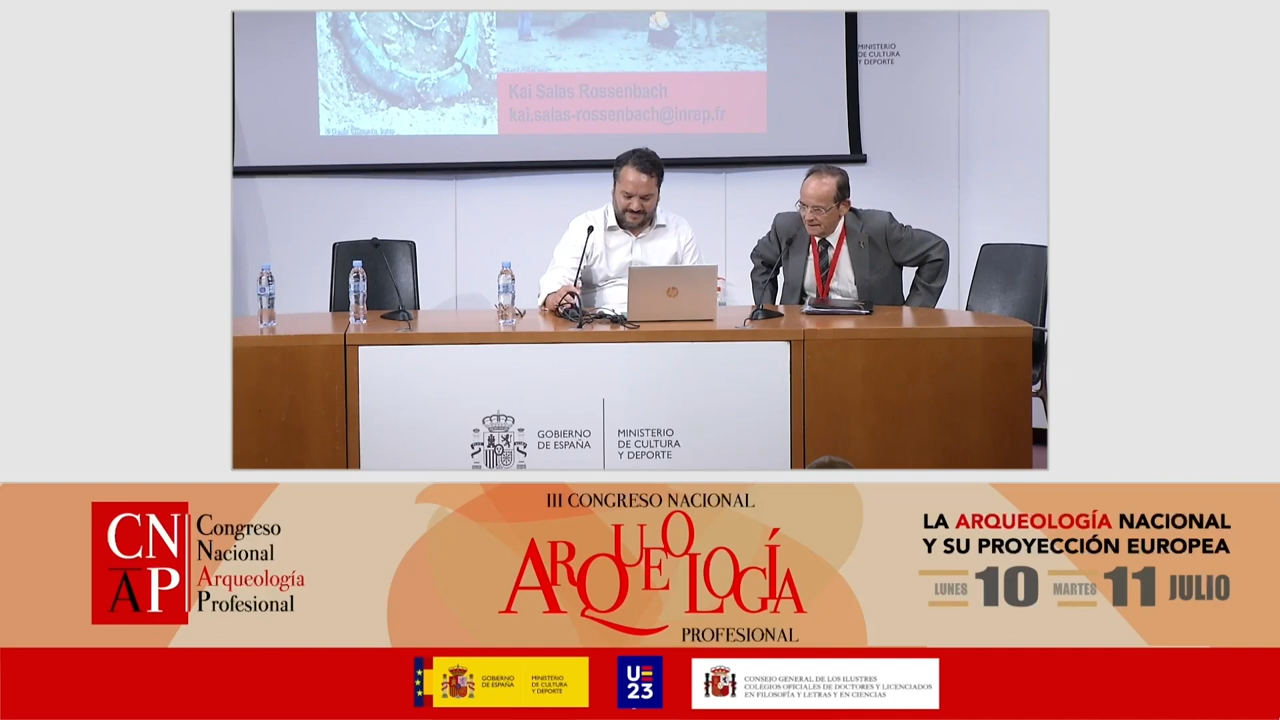 MINISTERIO
DE CULTURA
Y DEPORTE
Kai Salas Rossenbach
kai.salas-rossenbach@inrap.fr
hp
GOBIERNO
DE ESPAÑA
MINISTERIO
DE CULTURA
Y DEPORTE
CN
AP
Congreso
Nacional
Arqueología
Profesional
III CONGRESO NACIONAL
ARQUEOLOGÍA
PROFESIONAL
LA ARQUEOLOGÍA NACIONAL
Y SU PROYECCIÓN EUROPEA
LUNES 10 MARTES 11 JULIO
GOBIERNO
DE ESPAÑA
MINISTERIO
DE CULTURA
Y DEPORTE
UE
23
CONSEJO GENERAL DE LOS ILUSTRES
COLEGIOS OFICIALES DE DOCTORES Y LICENCIADOS
EN FILOSOFÍA Y LETRAS Y EN CIENCIAS